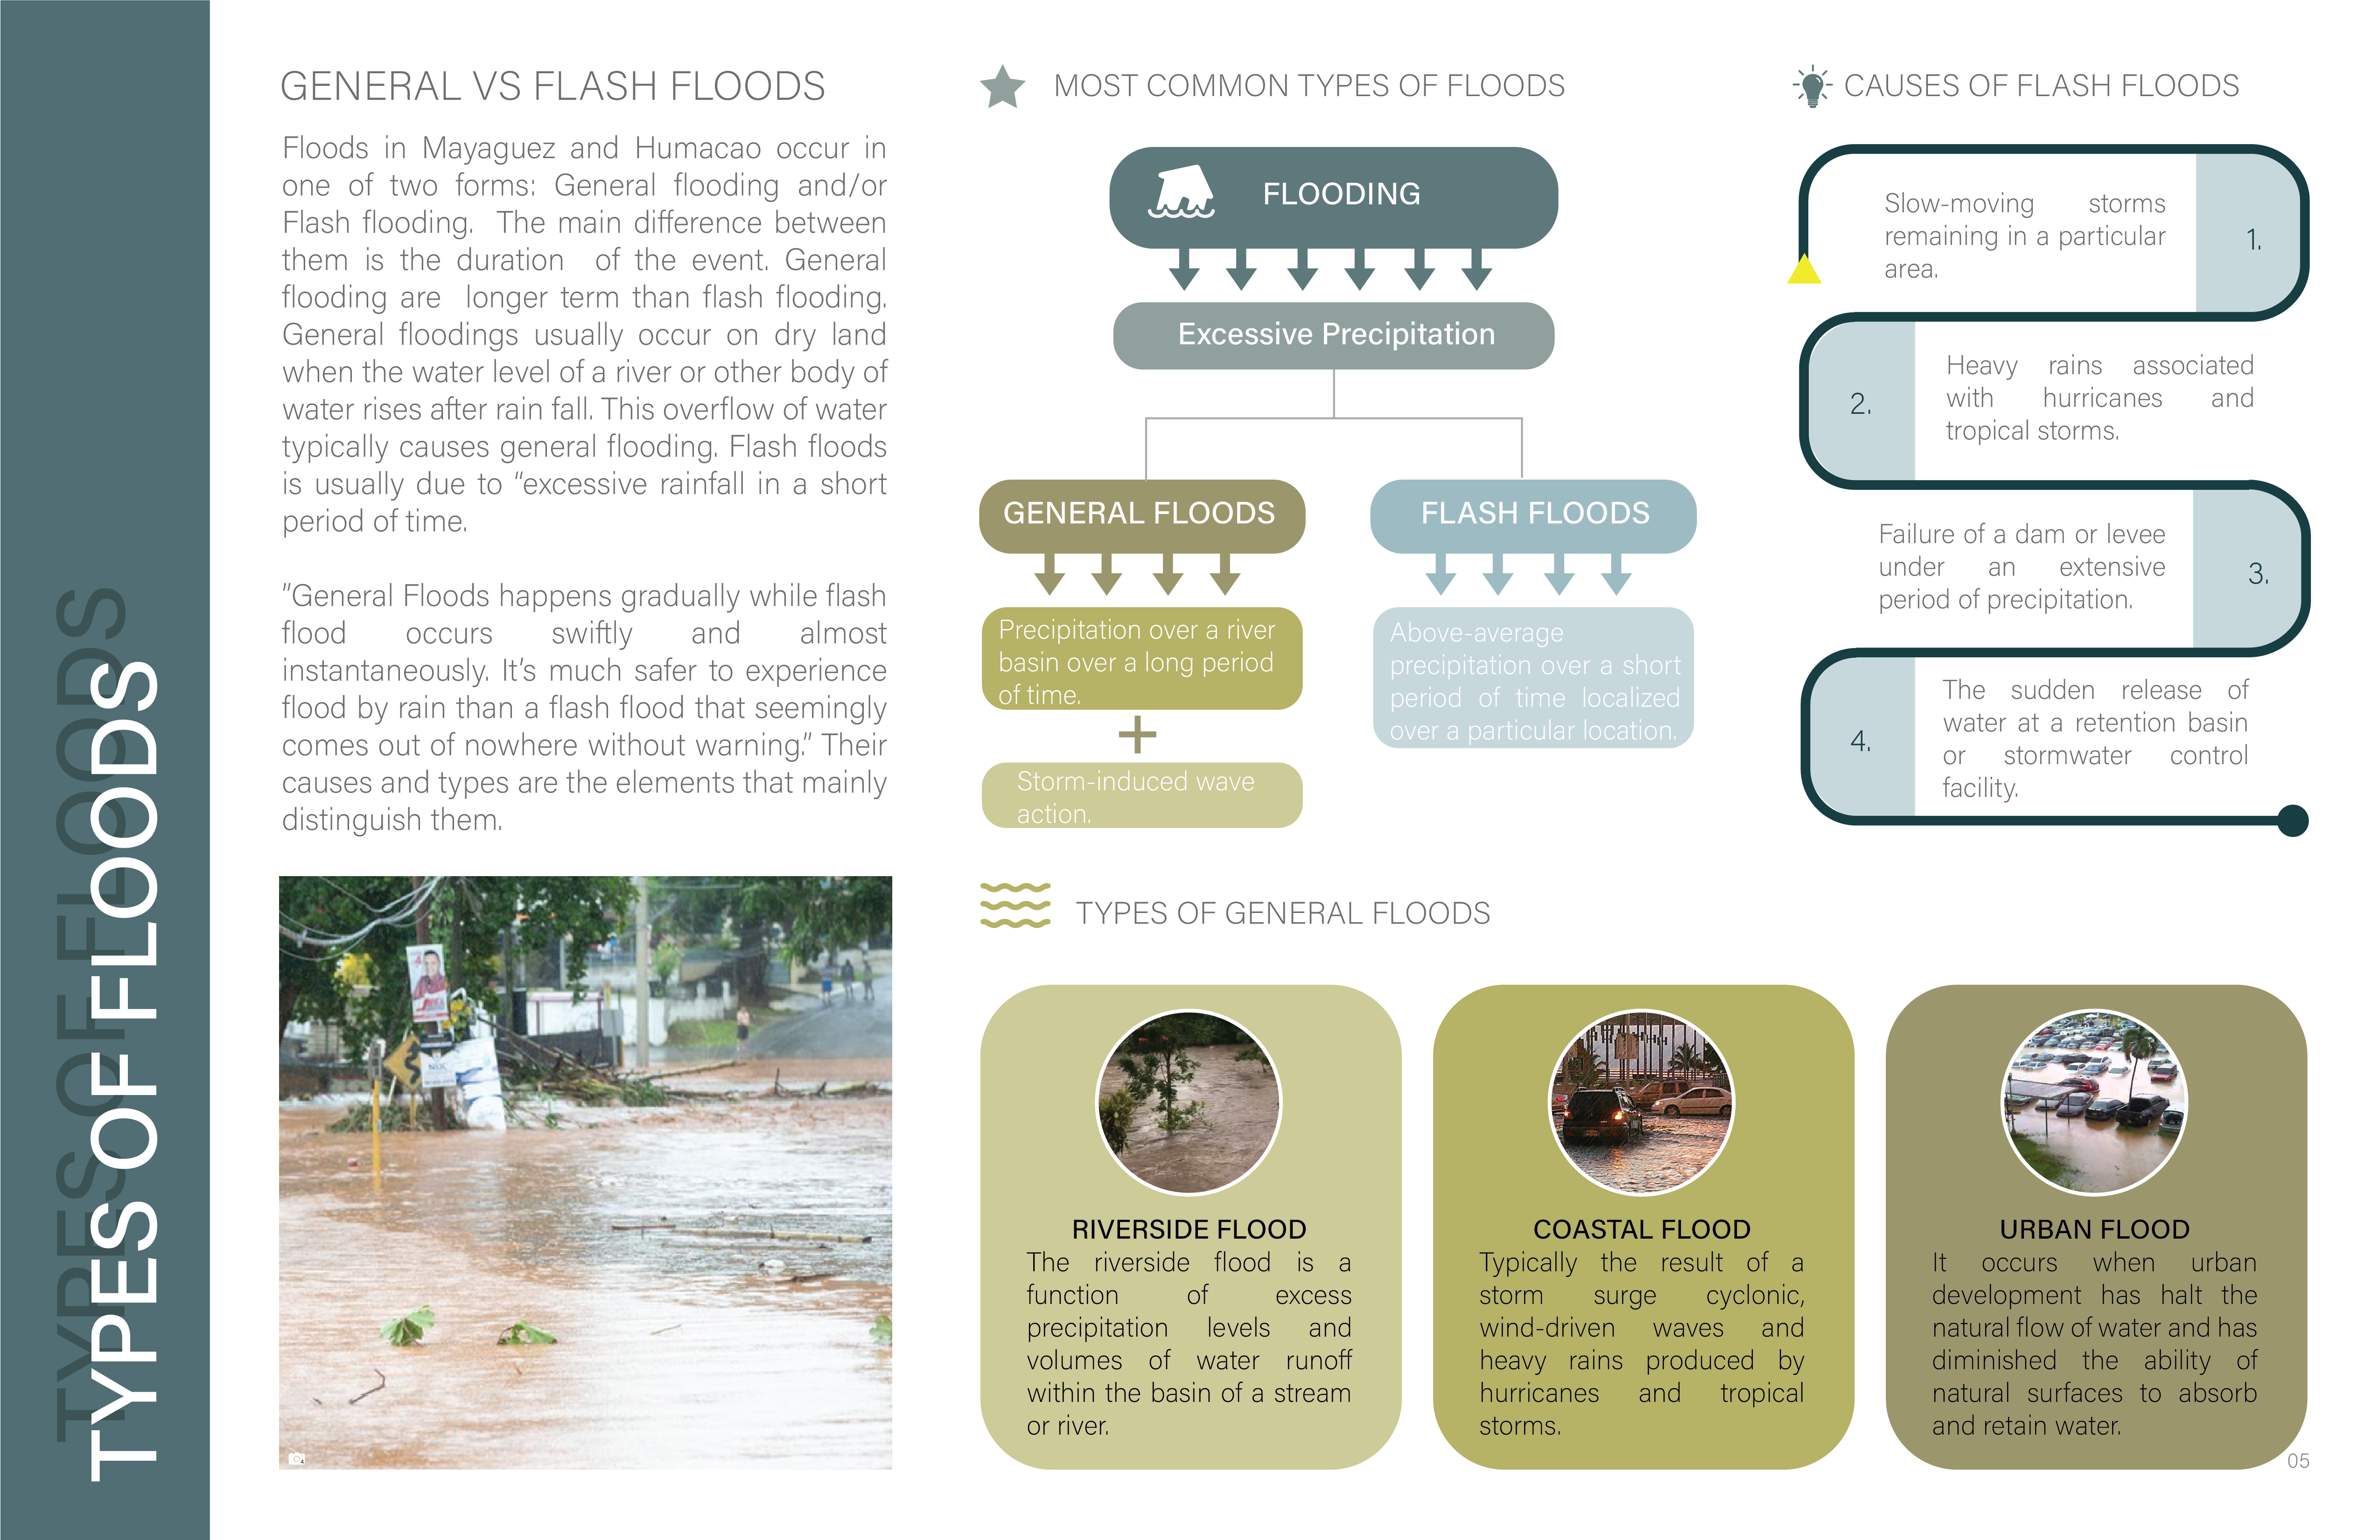 TYPES OF FLOODS
TYPES OF FLOODS
GENERAL VS FLASH FLOODS
Floods in Mayaguez and Humacao occur in
one of two forms: General flooding and/or
Flash flooding. The main difference between
them is the duration of the event. General
flooding are longer term than flash flooding.
General floodings usually occur on dry land
when the water level of a river or other body of
water rises after rain fall. This overflow of water
typically causes general flooding. Flash floods
is usually due to "excessive rainfall in a short
period of time.
"General Floods happens gradually while flash
flood occurs swiftly and almost
instantaneously. It's much safer to experience
flood by rain than a flash flood that seemingly
comes out of nowhere without warning." Their
causes and types are the elements that mainly
distinguish them.
4
MOST COMMON TYPES OF FLOODS
FLOODING
Excessive Precipitation
GENERAL FLOODS
Precipitation over a river
basin over a long period
of time.
+
Storm-induced wave
action.
FLASH FLOODS
Above-average
precipitation over a short
period of time localized
over a particular location.
CAUSES OF FLASH FLOODS
Slow-moving storms
remaining in a particular
area.
1.
2.
Heavy rains associated
with hurricanes and
tropical storms.
Failure of a dam or levee
under an extensive
period of precipitation.
3.
4.
The sudden release of
water at a retention basin
or stormwater control
facility.
TYPES OF GENERAL FLOODS
RIVERSIDE FLOOD
The riverside flood is a
function of excess
precipitation levels and
volumes of water runoff
within the basin of a stream
or river.
COASTAL FLOOD
Typically the result of a
storm surge cyclonic,
wind-driven waves and
heavy rains produced by
hurricanes and tropical
storms.
URBAN FLOOD
It occurs when urban
development has halt the
natural flow of water and has
diminished the ability of
natural surfaces to absorb
and retain water.
05